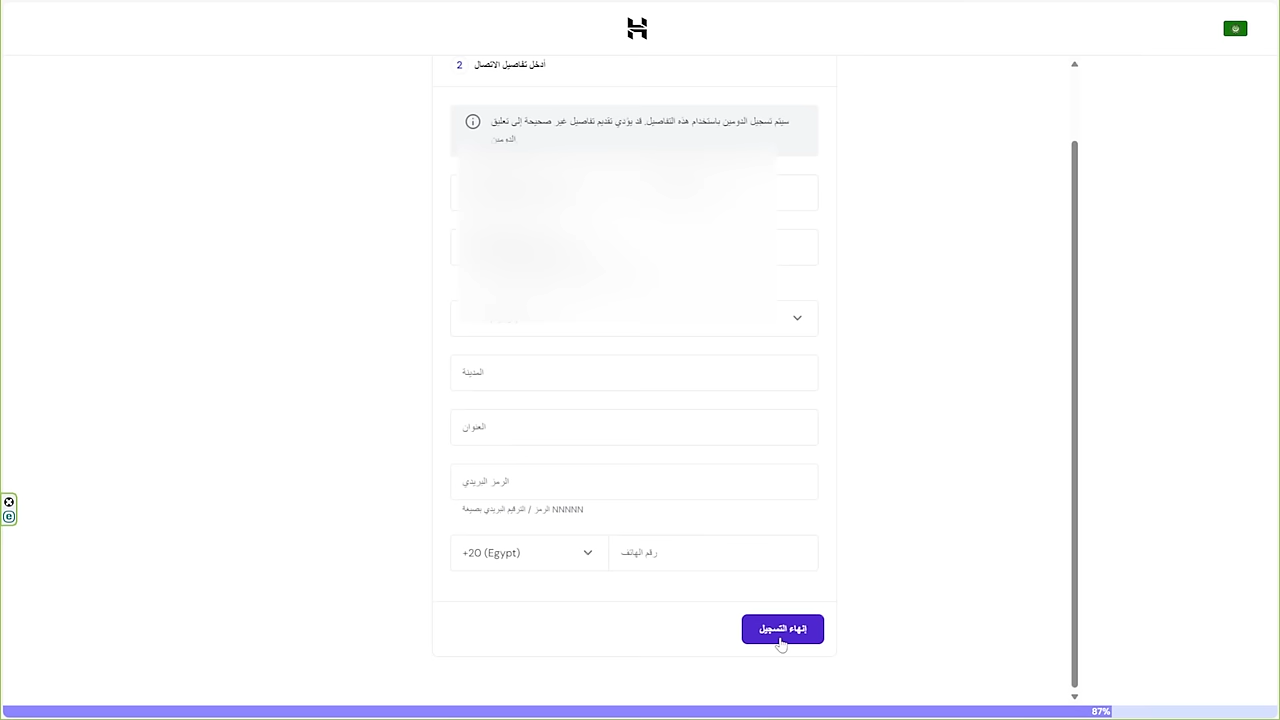 2 أدخل تفاصيل الاتصال
سيتم تسجيل الدومين باستخدام هذه التفاصيل. قد يؤدي تقديم تفاصيل غير صحيحة إلى تعليق
الدومين
المدينة
العنوان
الرمز البريدي
الرمز / الترقيم البريدي بصيغة NNNNN
+20 (Egypt)
رقم الهاتف
إنهاء التسجيل
87%